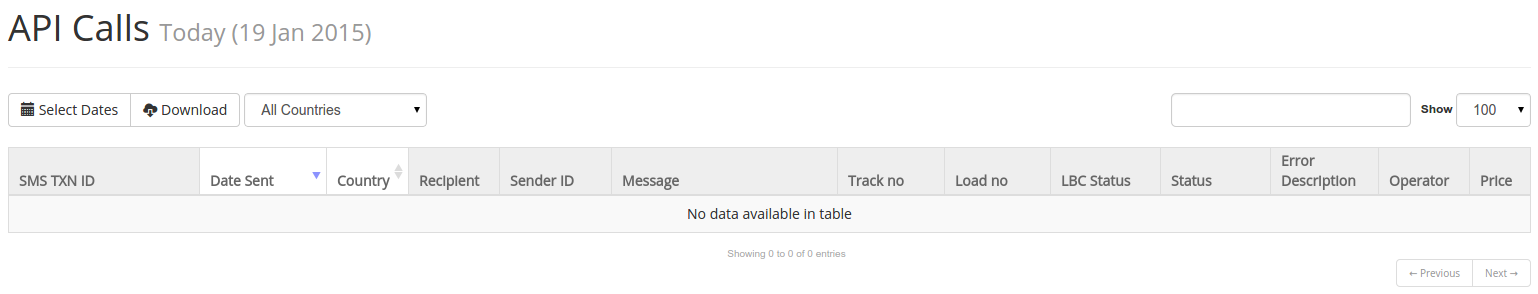 API Calls Today (19 Jan 2015)
Select Dates Download All Countries Show 100
SMS TXN ID Date Sent Country Recipient Sender ID Message Track no Load no LBC Status Status Error Description Operator Price
No data available in table
Showing 0 to 0 of 0 entries
← Previous Next →